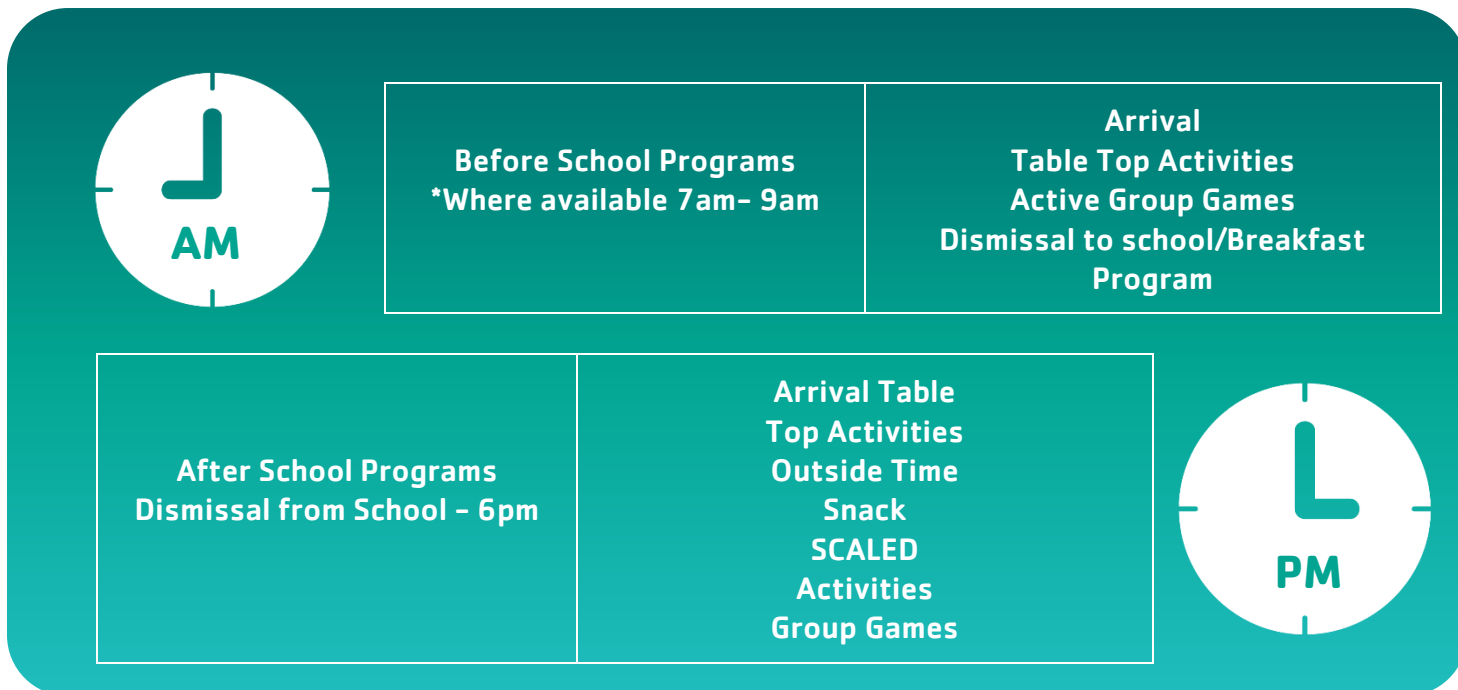 AM
Before School Programs
*Where available 7am– 9am
Arrival
Table Top Activities
Active Group Games
Dismissal to school/Breakfast
Program
After School Programs
Dismissal from School – 6pm
Arrival Table
Top Activities
Outside Time
Snack
SCALED
Activities
Group Games
PM